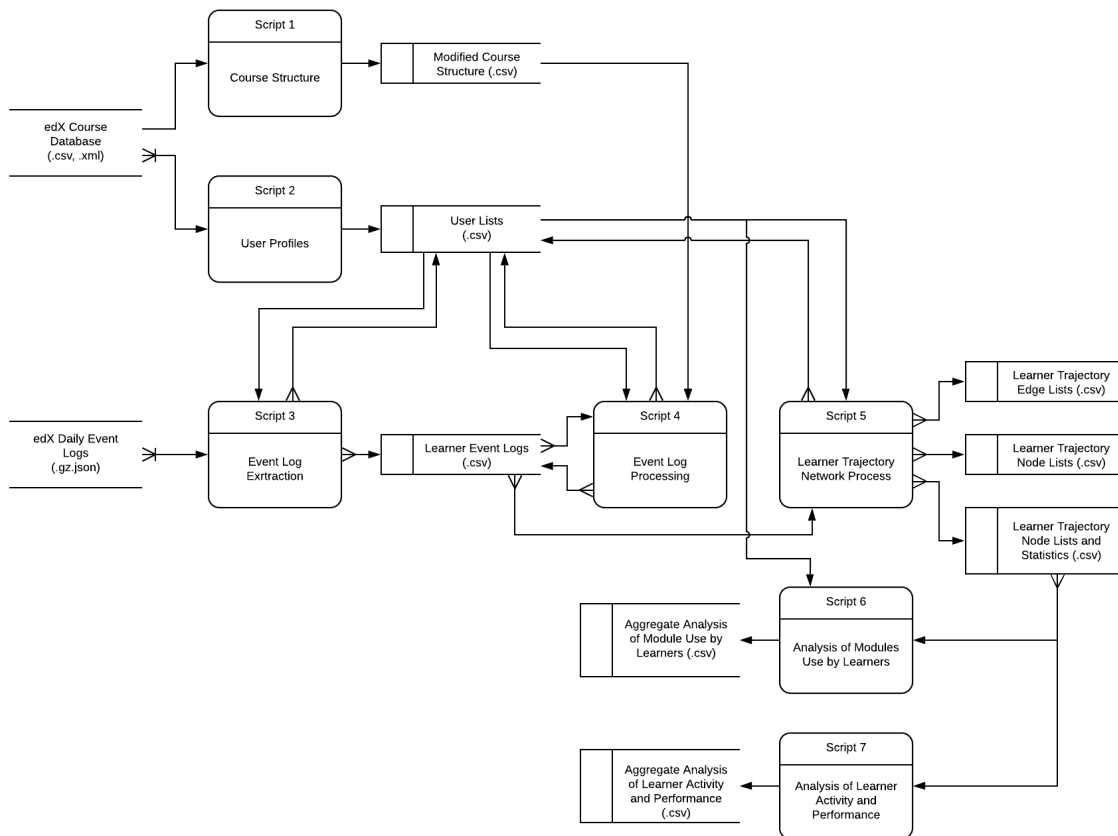 Script 1
Course Structure
Modified Course
Structure (.csv)
edX Course
Database
(.csv, .xml)
Script 2
User Profiles
User Lists
(.csv)
Script 3
Event Log
Exrtraction
edX Daily Event
Logs
(.gz.json)
Learner Event Logs
(.csv)
Script 4
Event Log
Processing
Script 5
Learner Trajectory
Network Process
Learner Trajectory
Edge Lists (.csv)
Learner Trajectory
Node Lists (.csv)
Learner Trajectory
Node Lists and
Statistics (.csv)
Script 6
Analysis of Modules
Use by Learners
Aggregate Analysis
of Module Use by
Learners (.csv)
Script 7
Analysis of Learner
Activity and
Performance
Aggregate Analysis
of Learner Activity
and Performance
(.csv)